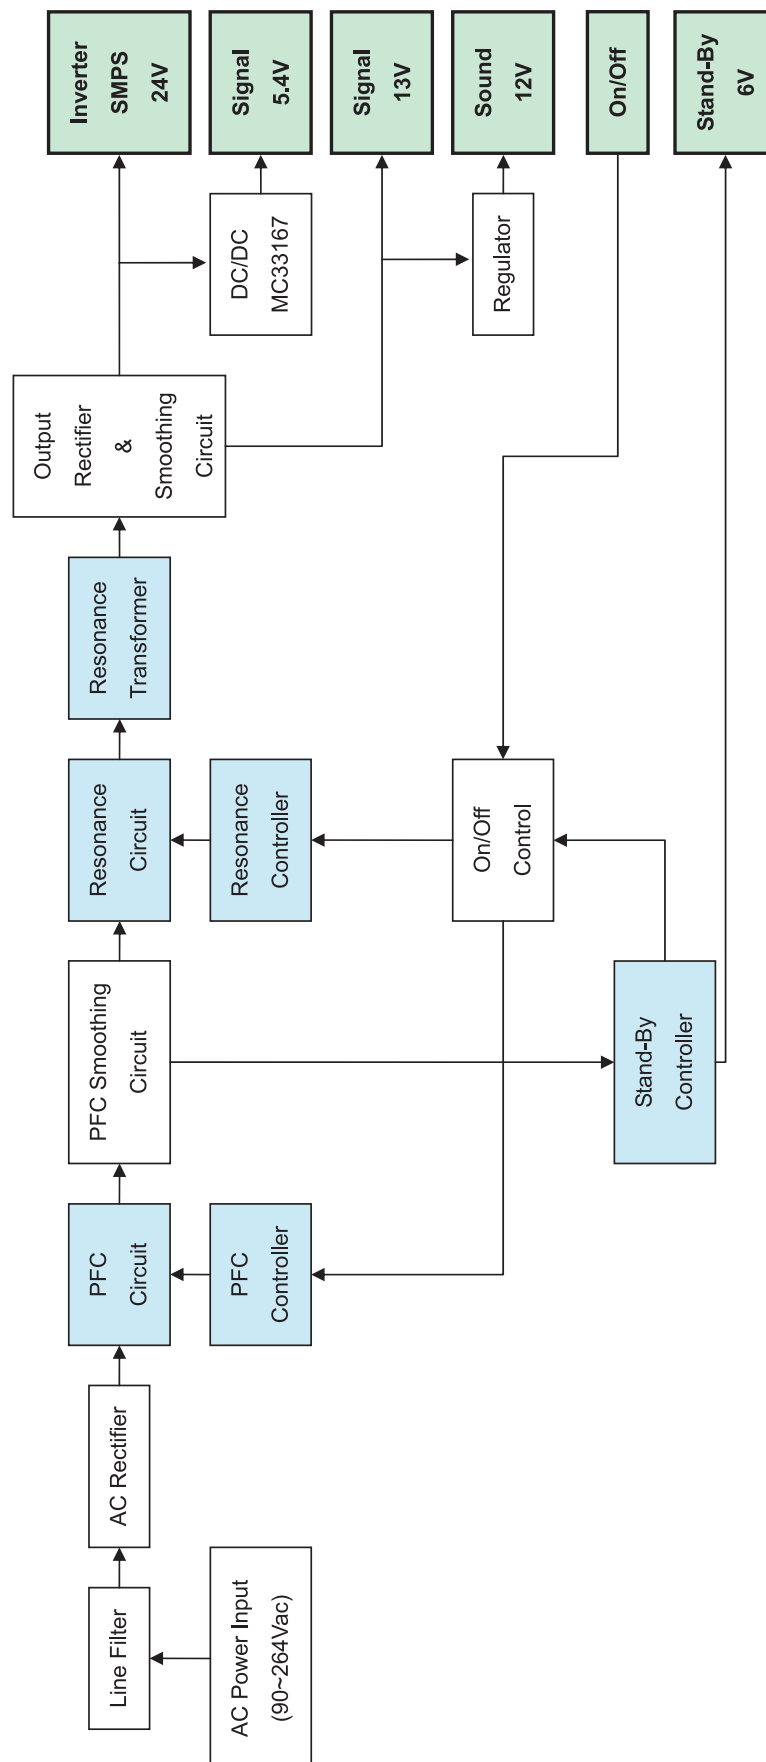 AC Power Input
(90~264Vac)
Line Filter
AC Rectifier
PFC
Circuit
PFC
Controller
PFC Smoothing
Circuit
Resonance
Circuit
Resonance
Controller
Resonance
Transformer
Output
Rectifier
&
Smoothing
Circuit
On/Off
Control
Stand-By
Controller
DC/DC
MC33167
Regulator
Inverter
SMPS
24V
Signal
5.4V
Signal
13V
Sound
12V
On/Off
Stand-By
6V